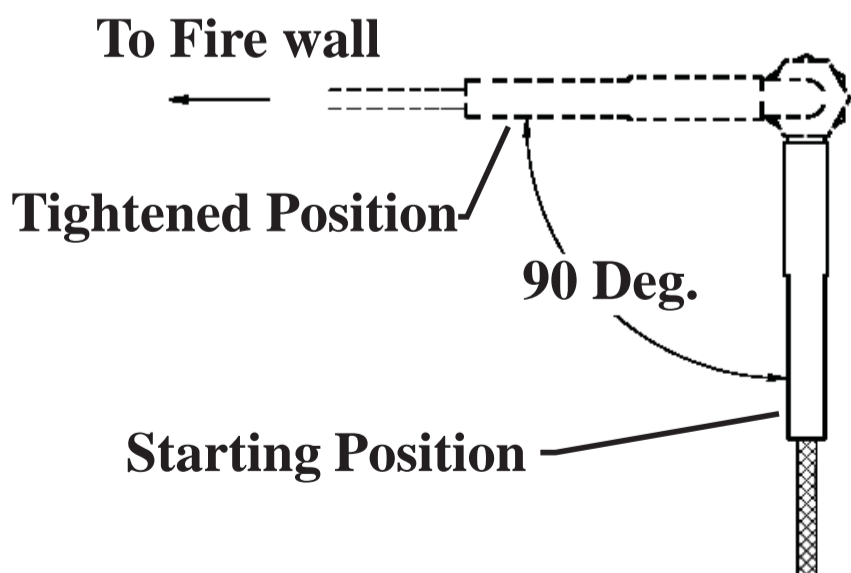 To Fire wall
Tightened Position
90 Deg.
Starting Position